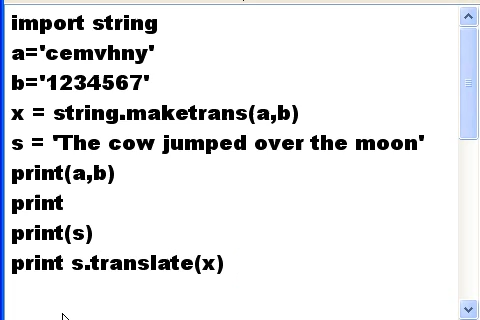 import string
a='cemvhny'
b='1234567'
x = string.maketrans(a,b)
s = 'The cow jumped over the moon'
print(a,b)
print
print(s)
print s.translate(x)